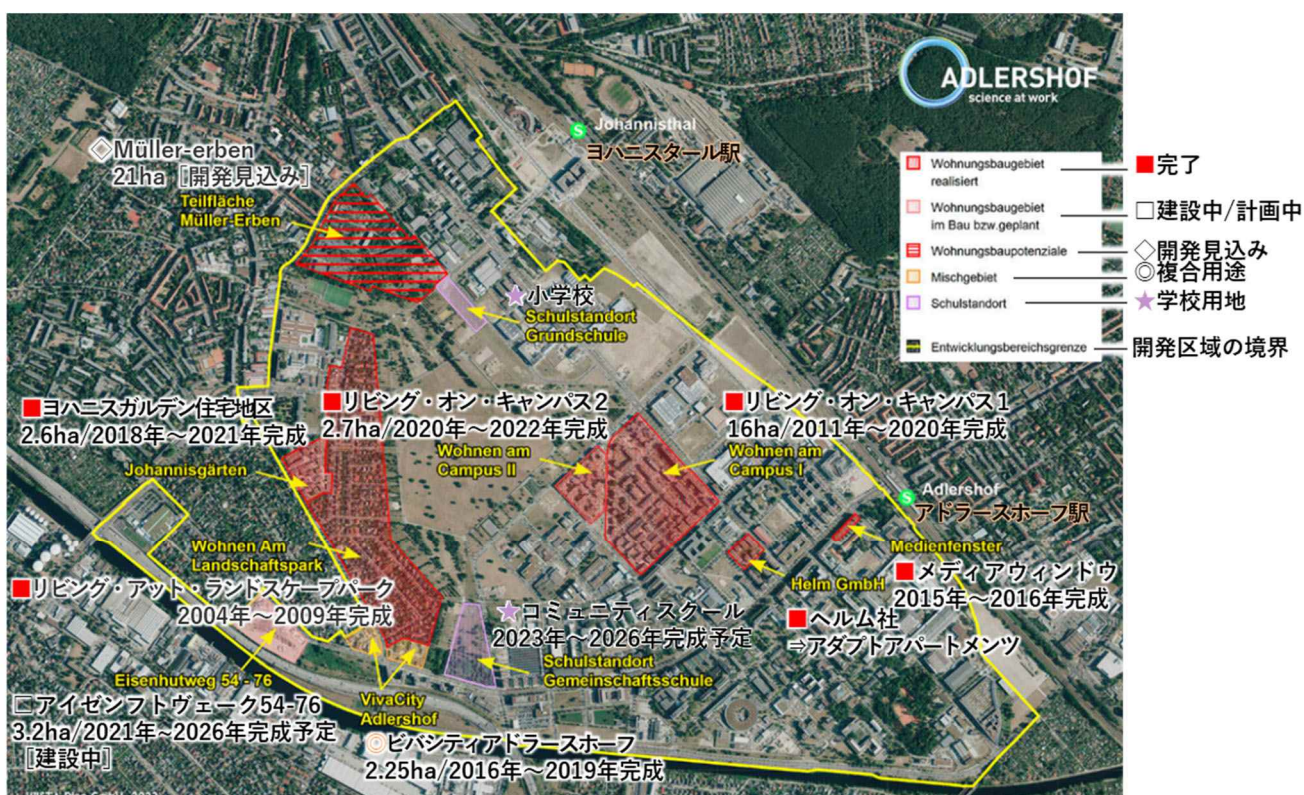 ADLERSHOF
science at work
Johannisthal
ヨハニスタール駅
◇Müller-erben
21ha［開発見込み］
Teilfläche
Müller-Erben
Wohnungsbaugebiet
realisiert
■完了
Wohnungsbaugebiet
im Bau bzw.geplant
□建設中/計画中
Wohnungsbaupotenziale
◇開発見込み
Mischgebiet
◎複合用途
Schulstandort
★学校用地
Entwicklungsbereichsgrenze
開発区域の境界
★小学校
Schulstandort
Grundschule
■ヨハニスガルデン住宅地区
2.6ha/2018年～2021年完成
Johannisgärten
■リビング・オン・キャンパス2
2.7ha/2020年～2022年完成
Wohnen am
Campus II
■リビング・オン・キャンパス1
16ha/2011年～2020年完成
Wohnen am
Campus I
Adlershof
アドラースホーフ駅
Medienfenster
■メディアウィンドウ
2015年～2016年完成
Helm GmbH
■ヘルム社
⇒アダプトアパートメンツ
Wohnen Am
Landschaftspark
■リビング・アット・ランドスケープパーク
2004年～2009年完成
★コミュニティスクール
2023年～2026年完成予定
Schulstandort
Gemeinschaftsschule
Eisenhutweg 54 - 76
□アイゼンフトヴェーク54-76
3.2ha/2021年~2026年完成予定
［建設中］
VivaCity
Adlershof
◎ビバシティアドラースホーフ
2.25ha/2016年～2019年完成